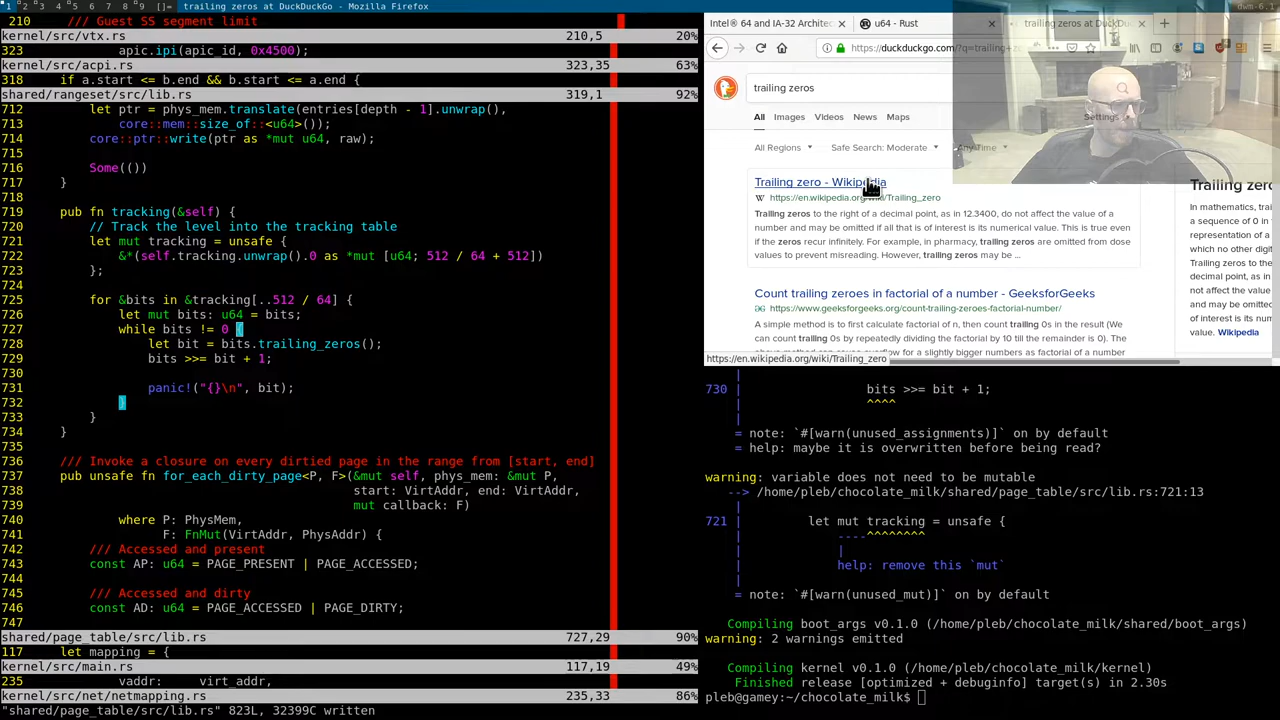 1 2 3 4 5 6 7 8 9 trailing zeros at DuckDuckGo - Mozilla Firefox
dwm-6.1
210 /// Guest SS segment limit
kernel/src/vtx.rs 210,5 20%
323 apic.ipi(apic_id, 0x4500);
kernel/src/acpi.rs 323,35 63%
318 if a.start <= b.end && b.start <= a.end {
shared/rangeset/src/lib.rs 319,1 92%
712 let ptr = phys_mem.translate(entries[depth - 1].unwrap(),
713 core::mem::size_of::<u64>());
714 core::ptr::write(ptr as *mut u64, raw);
715
716 Some(())
717 }
718
719 pub fn tracking(&self) {
720 // Track the level into the tracking table
721 let mut tracking = unsafe {
722 &*(self.tracking.unwrap().0 as *mut [u64; 512 / 64 + 512])
723 };
724
725 for &bits in &tracking[..512 / 64] {
726 let mut bits: u64 = bits;
727 while bits != 0 {
728 let bit = bits.trailing_zeros();
729 bits >>= bit + 1;
730
731 panic!("{}\n", bit);
732 }
733 }
734 }
735
736 /// Invoke a closure on every dirtied page in the range from [start, end]
737 pub unsafe fn for_each_dirty_page<P, F>(&mut self, phys_mem: &mut P,
738 start: VirtAddr, end: VirtAddr,
739 mut callback: F)
740 where P: PhysMem,
741 F: FnMut(VirtAddr, PhysAddr) {
742 /// Accessed and present
743 const AP: u64 = PAGE_PRESENT | PAGE_ACCESSED;
744
745 /// Accessed and dirty
746 const AD: u64 = PAGE_ACCESSED | PAGE_DIRTY;
747
shared/page_table/src/lib.rs 727,29 90%
117 let mapping = {
kernel/src/main.rs 117,19 49%
235 vaddr: virt_addr,
kernel/src/net/netmapping.rs 235,33 86%
"shared/page_table/src/lib.rs" 823L, 32399C written
Intel® 64 and IA-32 Architec
u64 - Rust
trailing zeros at DuckDu
https://duckduckgo.com/?q=trailing
trailing zeros
All Images Videos News Maps
Settings
All Regions Safe Search: Moderate Any Time
Trailing zero - Wikipedia
https://en.wikipedia.org/wiki/Trailing_zero
Trailing zeros to the right of a decimal point, as in 12.3400, do not affect the value of a
number and may be omitted if all that is of interest is its numerical value. This is true even
if the zeros recur infinitely. For example, in pharmacy, trailing zeros are omitted from dose
values to prevent misreading. However, trailing zeros may be ...
Count trailing zeroes in factorial of a number - GeeksforGeeks
https://www.geeksforgeeks.org/count-trailing-zeroes-factorial-number/
A simple method is to first calculate factorial of n, then count trailing 0s in the result (We
can count trailing 0s by repeatedly dividing the factorial by 10 till the remainder is 0). The
https://en.wikipedia.org/wiki/Trailing_zero
Trailing zero
In mathematics, trai
a sequence of 0 in
representation of a
which no other digit
Trailing zeros to the
decimal point, as in
not affect the value
and may be omitted
of interest is its num
value. Wikipedia
730 | bits >>= bit + 1;
| ^^^^
|
= note: `#[warn(unused_assignments)]` on by default
= help: maybe it is overwritten before being read?
warning: variable does not need to be mutable
--> /home/pleb/chocolate_milk/shared/page_table/src/lib.rs:721:13
|
721 | let mut tracking = unsafe {
| ----^^^^^^^^
| |
| help: remove this `mut`
|
= note: `#[warn(unused_mut)]` on by default
Compiling boot_args v0.1.0 (/home/pleb/chocolate_milk/shared/boot_args)
warning: 2 warnings emitted
Compiling kernel v0.1.0 (/home/pleb/chocolate_milk/kernel)
Finished release [optimized + debuginfo] target(s) in 2.30s
pleb@gamey:~/chocolate_milk$